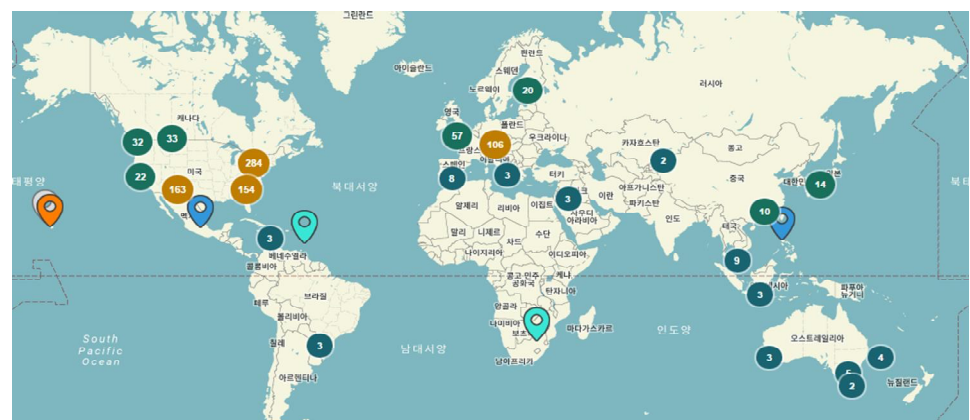 그린란드
아이슬란드
핀란드
스웨덴
노르웨이
러시아
20
영국
폴란드
캐나다
32
33
57
106
우크라이나
카자흐스탄
몽고
284
2
22
미국
163
154
북대서양
8
3
터키
3
이란
아프가니스탄
파키스탄
중국
대한민
14
태평양
알제리
리비아
이집트
사우디
아라비아
인도
10
태국
3
베네수엘라
콜롬비아
말리
니제르
차드
수단
나이지리아
이디오피아
9
콩고 민주
공화국
케냐
탄자니아
3
파푸아
뉴기니
페루
브라질
볼리비아
앙골라
나미비아
보츠
마다가스카르
인도양
South
Pacific
Ocean
칠레
3
남대서양
남아프리카
오스트레일리아
3
4
아르헨티나
5
2
뉴질랜드